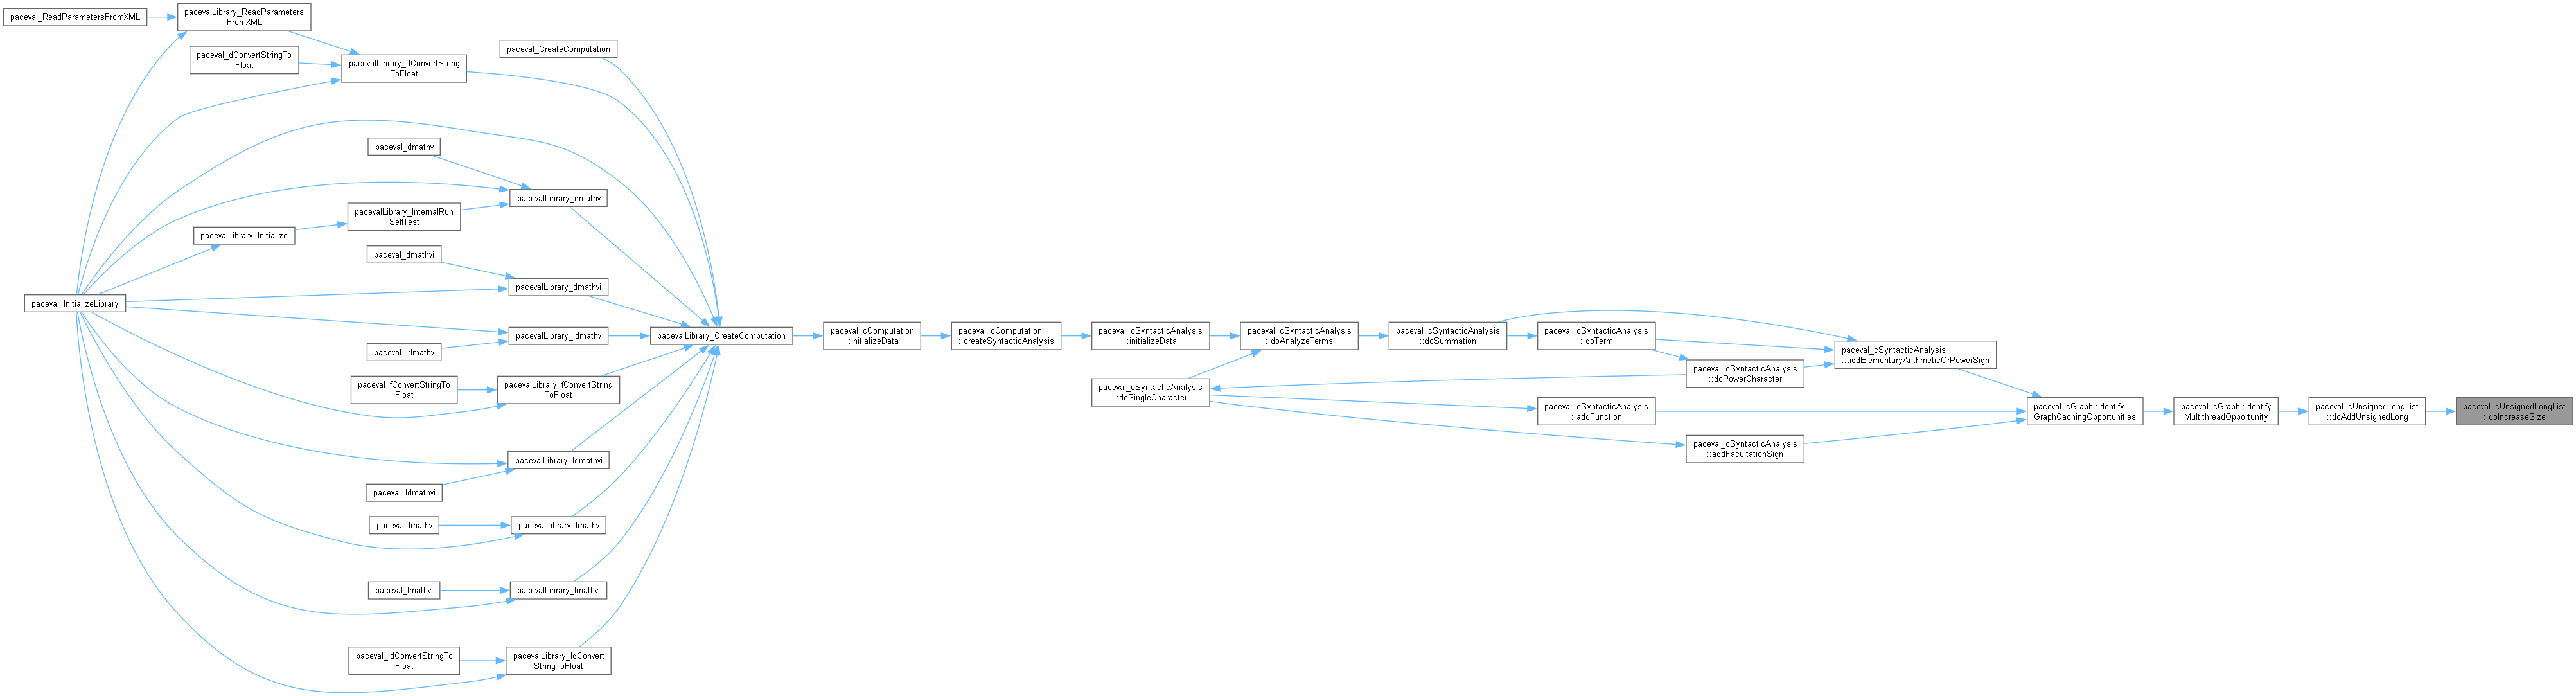 paceval_ReadParametersFromXML
pacevalLibrary_ReadParameters
FromXML
paceval_dConvertStringTo
Float
pacevalLibrary_dConvertString
ToFloat
paceval_CreateComputation
paceval_dmathv
pacevalLibrary_dmathv
pacevalLibrary_InternalRun
SelfTest
pacevalLibrary_Initialize
paceval_dmathvi
pacevalLibrary_dmathvi
paceval_InitializeLibrary
pacevalLibrary_ldmathv
paceval_ldmathv
pacevalLibrary_CreateComputation
paceval_fConvertStringTo
Float
pacevalLibrary_fConvertString
ToFloat
pacevalLibrary_ldmathvi
paceval_ldmathvi
paceval_fmathv
pacevalLibrary_fmathv
paceval_fmathvi
pacevalLibrary_fmathvi
paceval_ldConvertStringTo
Float
pacevalLibrary_ldConvert
StringToFloat
paceval_cComputation
::initializeData
paceval_cComputation
::createSyntacticAnalysis
paceval_cSyntacticAnalysis
::initializeData
paceval_cSyntacticAnalysis
::doAnalyzeTerms
paceval_cSyntacticAnalysis
::doSingleCharacter
paceval_cSyntacticAnalysis
::doSummation
paceval_cSyntacticAnalysis
::doTerm
paceval_cSyntacticAnalysis
::doPowerCharacter
paceval_cSyntacticAnalysis
::addElementaryArithmeticOrPowerSign
paceval_cSyntacticAnalysis
::addFunction
paceval_cSyntacticAnalysis
::addFacultationSign
paceval_cGraph::identify
GraphCachingOpportunities
paceval_cGraph::identify
MultithreadOpportunity
paceval_cUnsignedLongList
::doAddUnsignedLong
paceval_cUnsignedLongList
::doIncreaseSize